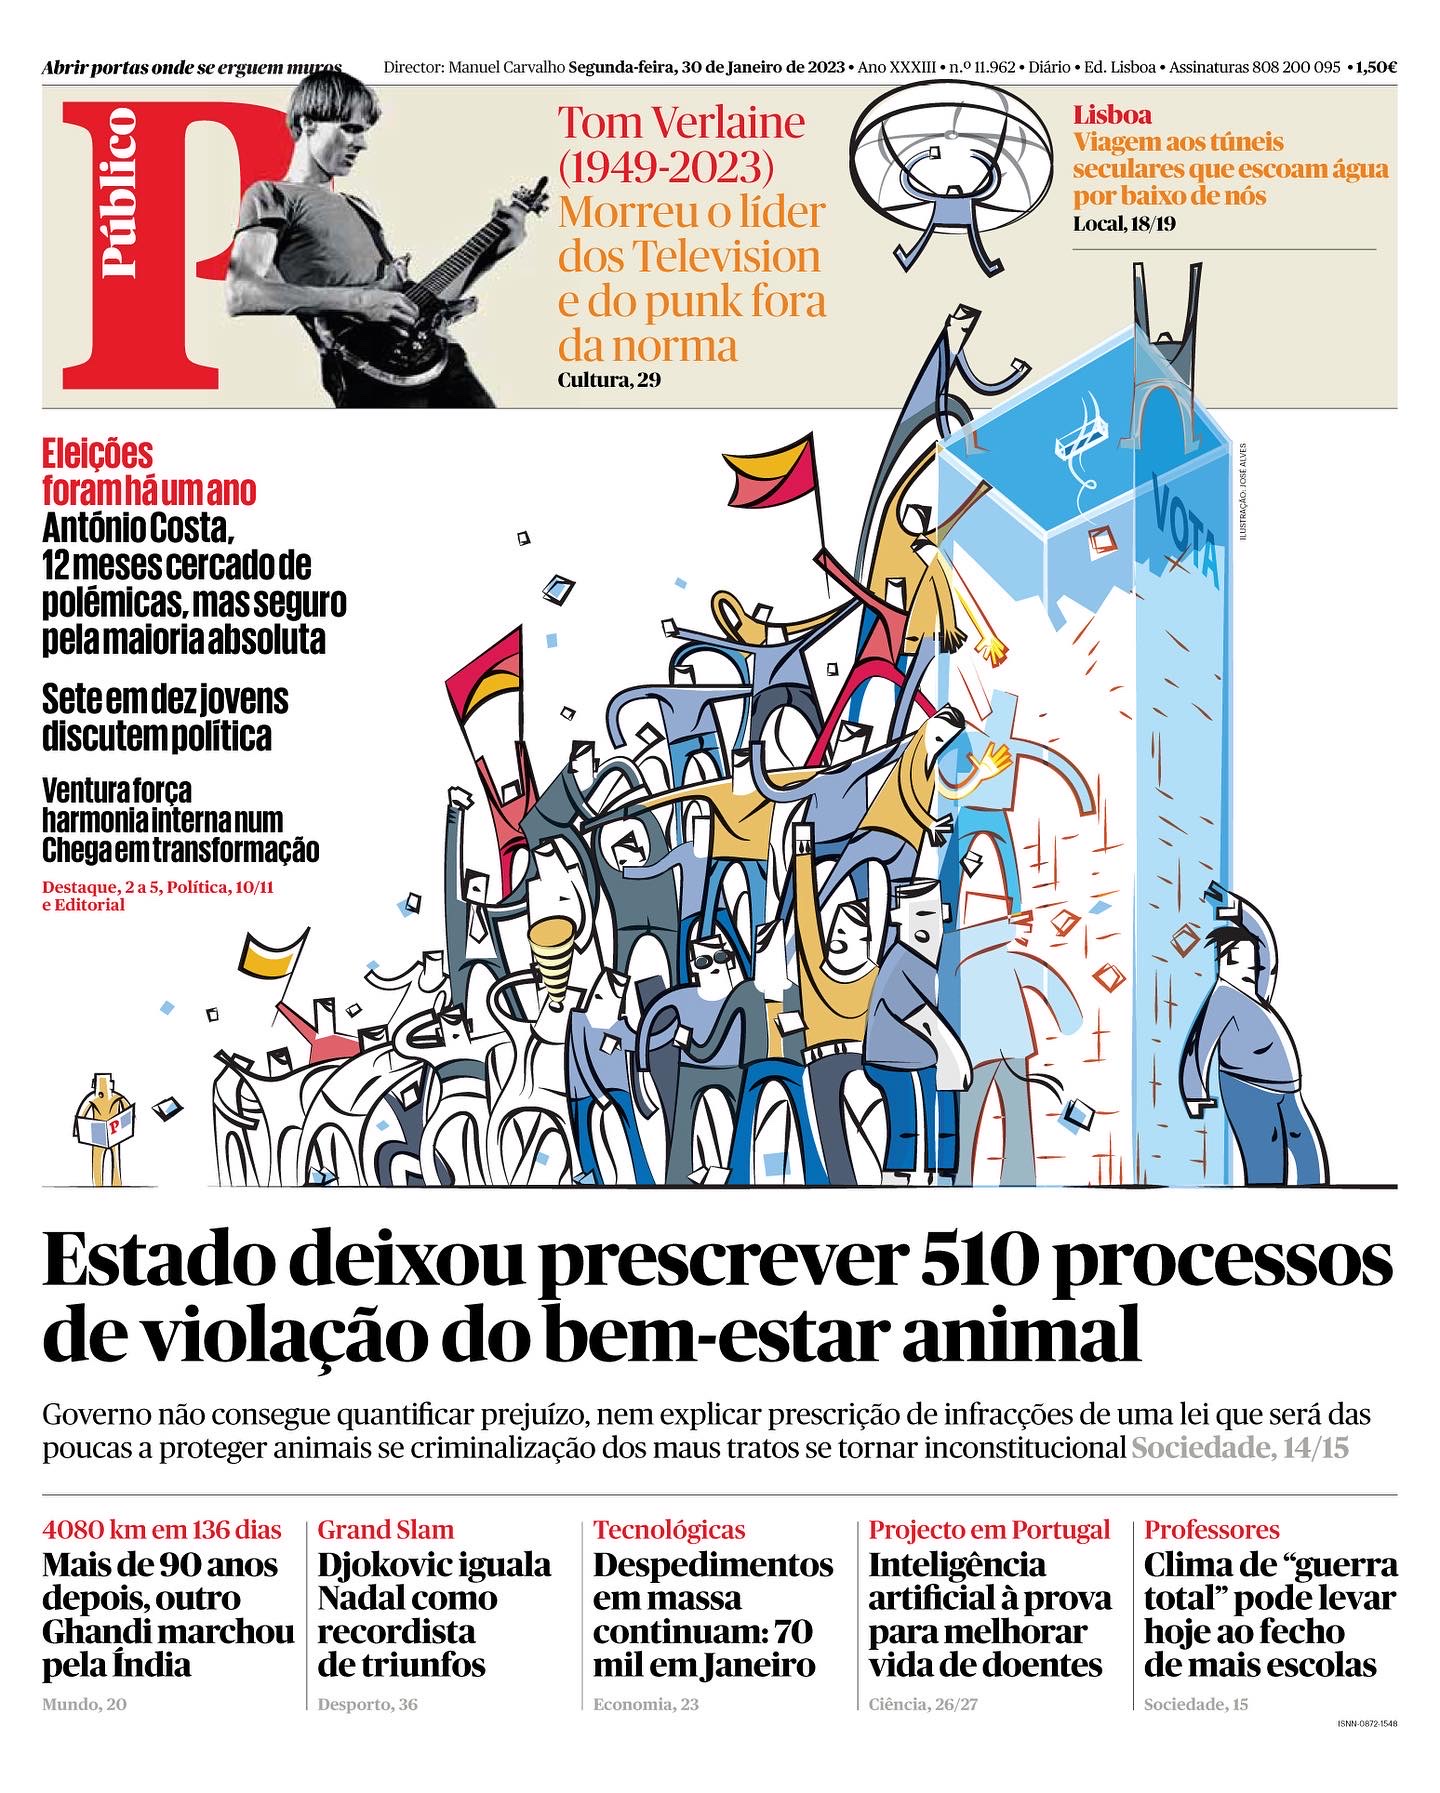 Abrir portas onde se erguem muros
Director: Manuel Carvalho Segunda-feira, 30 de Janeiro de 2023 • Ano XXXIII • n.º 11.962 • Diário • Ed. Lisboa • Assinaturas 808 200 095 • 1,50€
P
Público
Tom Verlaine
(1949-2023)
Morreu o líder
dos Television
e do punk fora
da norma
Cultura, 29
Lisboa
Viagem aos túneis
seculares que escoam água
por baixo de nós
Local, 18/19
Eleições
foram há um ano
António Costa,
12 meses cercado de
polémicas, mas seguro
pela maioria absoluta
Sete em dez jovens
discutem política
Ventura força
harmonia interna num
Chega em transformação
Destaque, 2 a 5, Política, 10/11
e Editorial
ILUSTRAÇÃO: JOSÉ ALVES
VOTA
P
Estado deixou prescrever 510 processos
de violação do bem-estar animal
Governo não consegue quantificar prejuízo, nem explicar prescrição de infracções de uma lei que será das
poucas a proteger animais se criminalização dos maus tratos se tornar inconstitucional Sociedade, 14/15
4080 km em 136 dias
Mais de 90 anos
depois, outro
Ghandi marchou
pela Índia
Mundo, 20
Grand Slam
Djokovic iguala
Nadal como
recordista
de triunfos
Desporto, 36
Tecnológicas
Despedimentos
em massa
continuam: 70
mil em Janeiro
Economia, 23
Projecto em Portugal
Inteligência
artificial à prova
para melhorar
vida de doentes
Ciência, 26/27
Professores
Clima de “guerra
total” pode levar
hoje ao fecho
de mais escolas
Sociedade, 15
ISNN-0872-1548